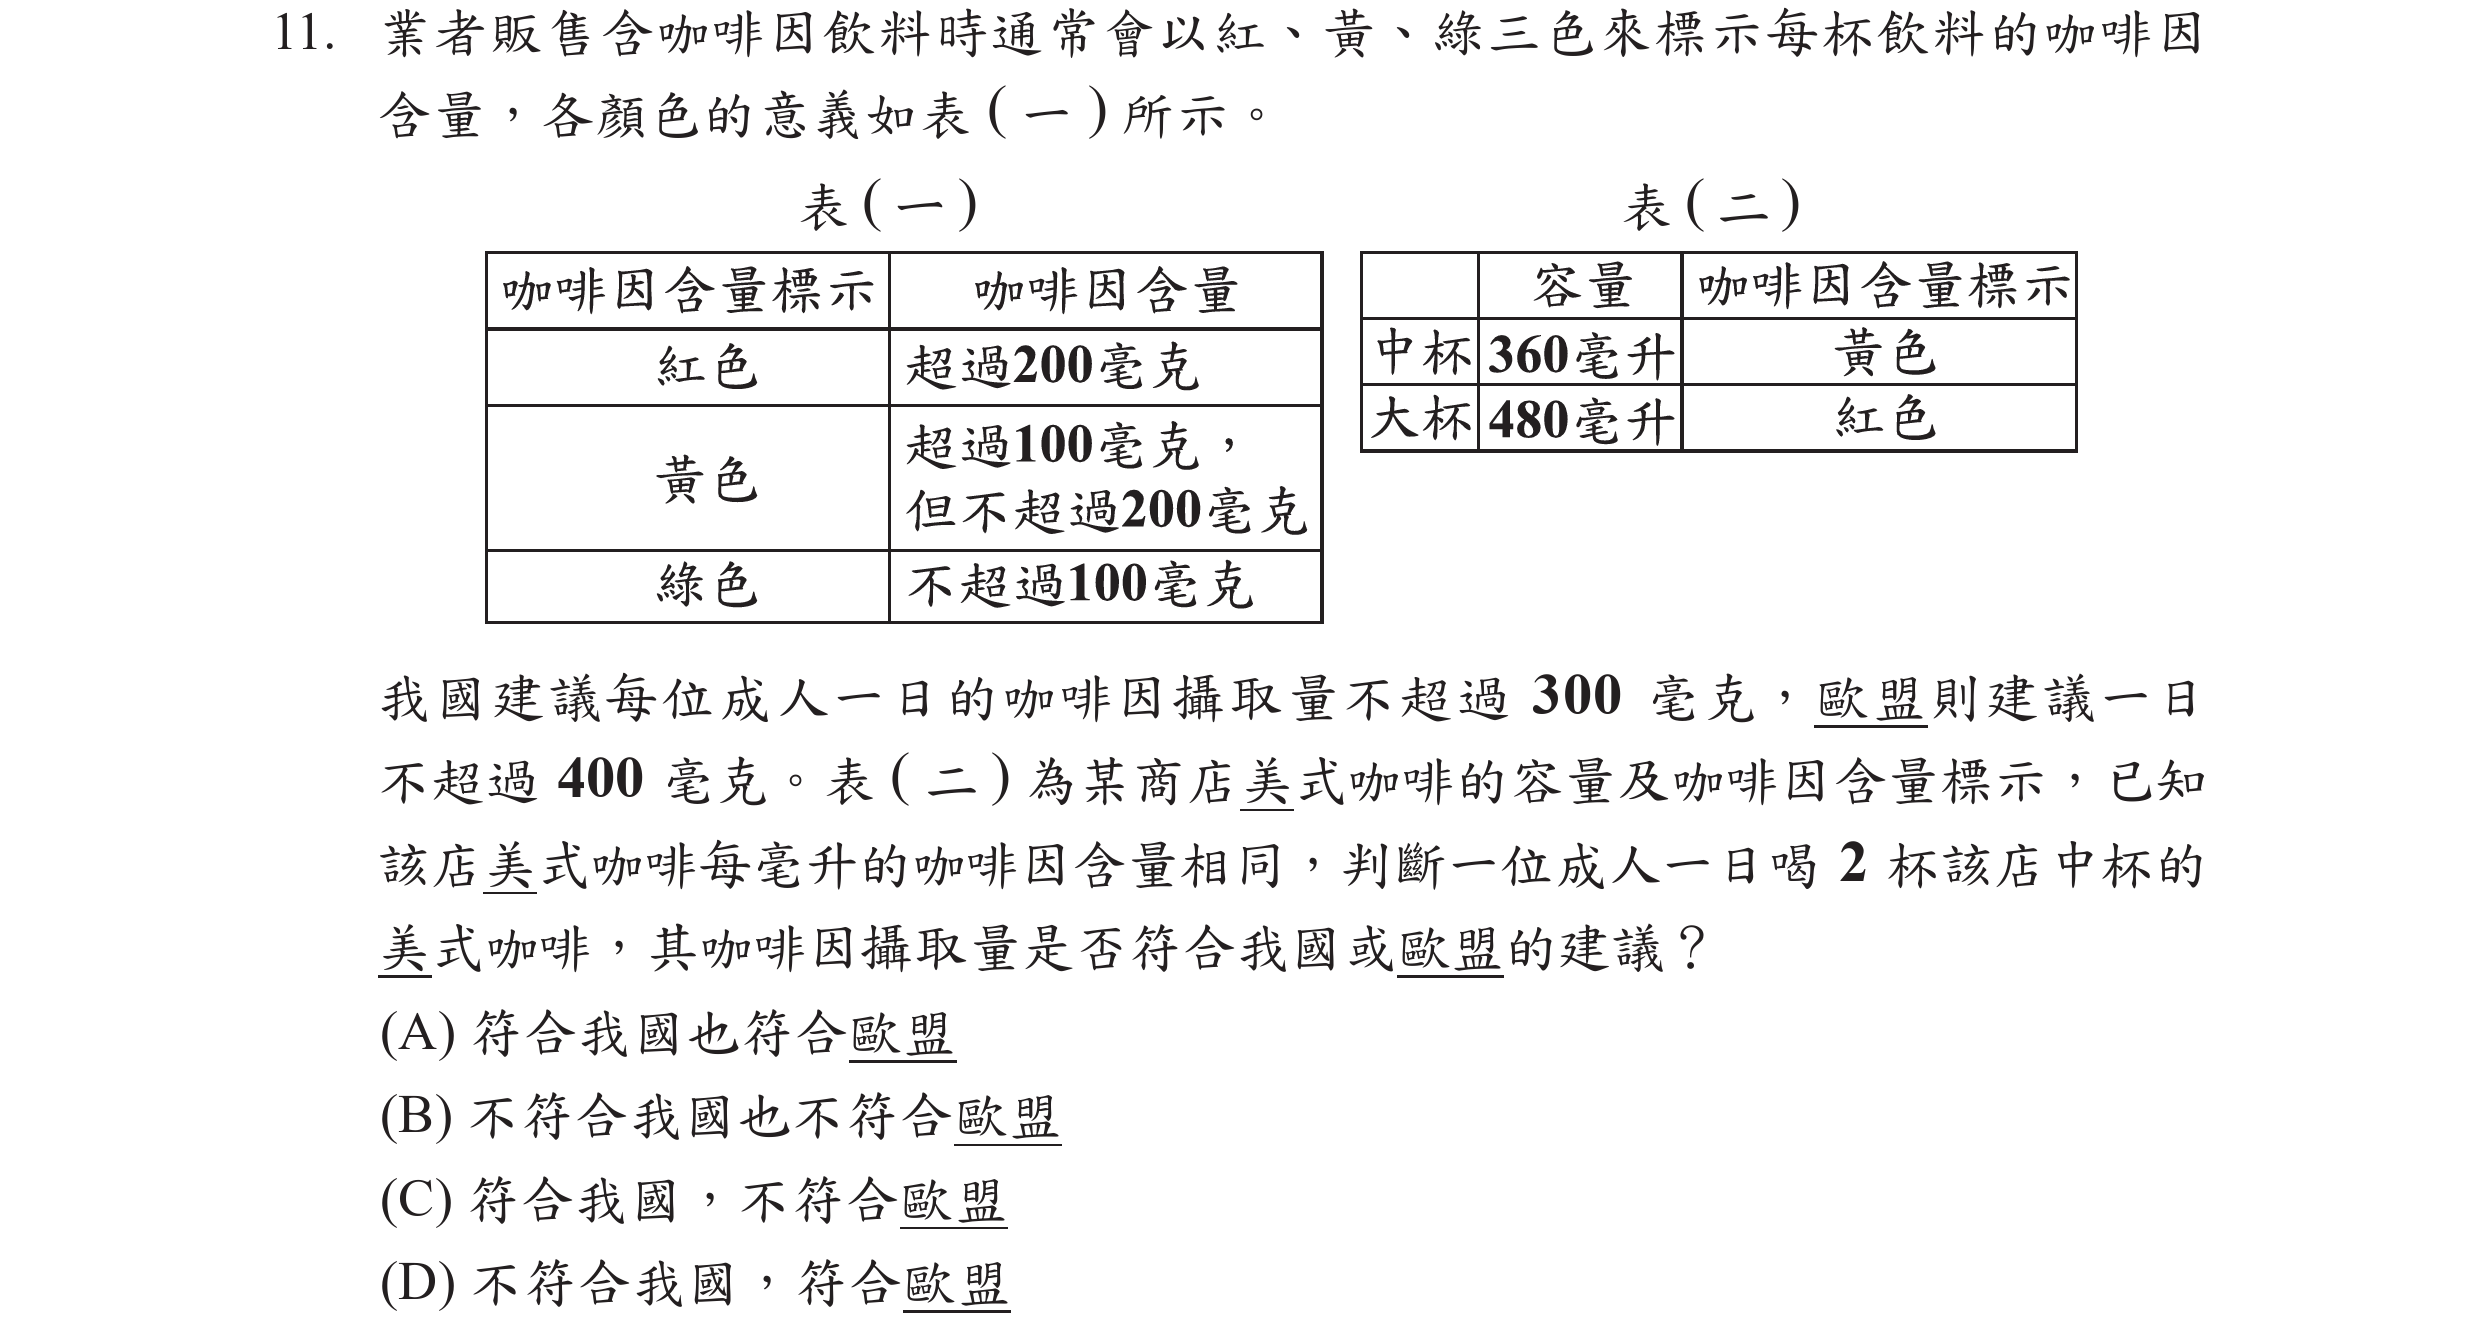 11. 業者販售含咖啡因飲料時通常會以紅、黃、綠三色來標示每杯飲料的咖啡因
含量，各顏色的意義如表(一)所示。
表(一)
咖啡因含量標示 咖啡因含量
紅色 超過200毫克
黃色 超過100毫克，
但不超過200毫克
綠色 不超過100毫克
表(二)
容量 咖啡因含量標示
中杯 360毫升 黃色
大杯 480毫升 紅色
我國建議每位成人一日的咖啡因攝取量不超過 300 毫克，歐盟則建議一日
不超過 400 毫克。表(二)為某商店美式咖啡的容量及咖啡因含量標示，已知
該店美式咖啡每毫升的咖啡因含量相同，判斷一位成人一日喝 2 杯該店中杯的
美式咖啡，其咖啡因攝取量是否符合我國或歐盟的建議？
(A) 符合我國也符合歐盟
(B) 不符合我國也不符合歐盟
(C) 符合我國，不符合歐盟
(D) 不符合我國，符合歐盟